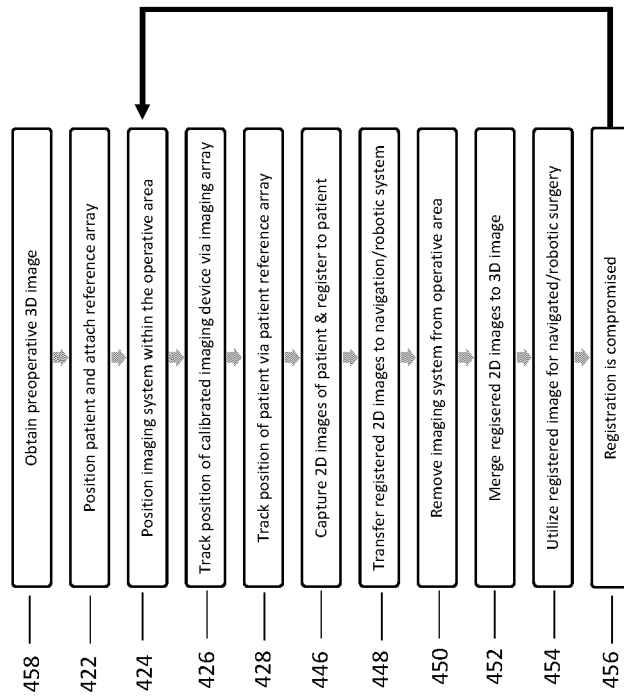 458
Obtain preoperative 3D image
422
Position patient and attach reference array
424
Position imaging system within the operative area
426
Track position of calibrated imaging device via imaging array
428
Track position of patient via patient reference array
446
Capture 2D images of patient & register to patient
448
Transfer registered 2D images to navigation/robotic system
450
Remove imaging system from operative area
452
Merge regisered 2D images to 3D image
454
Utilize registered image for navigated/robotic surgery
456
Registration is compromised